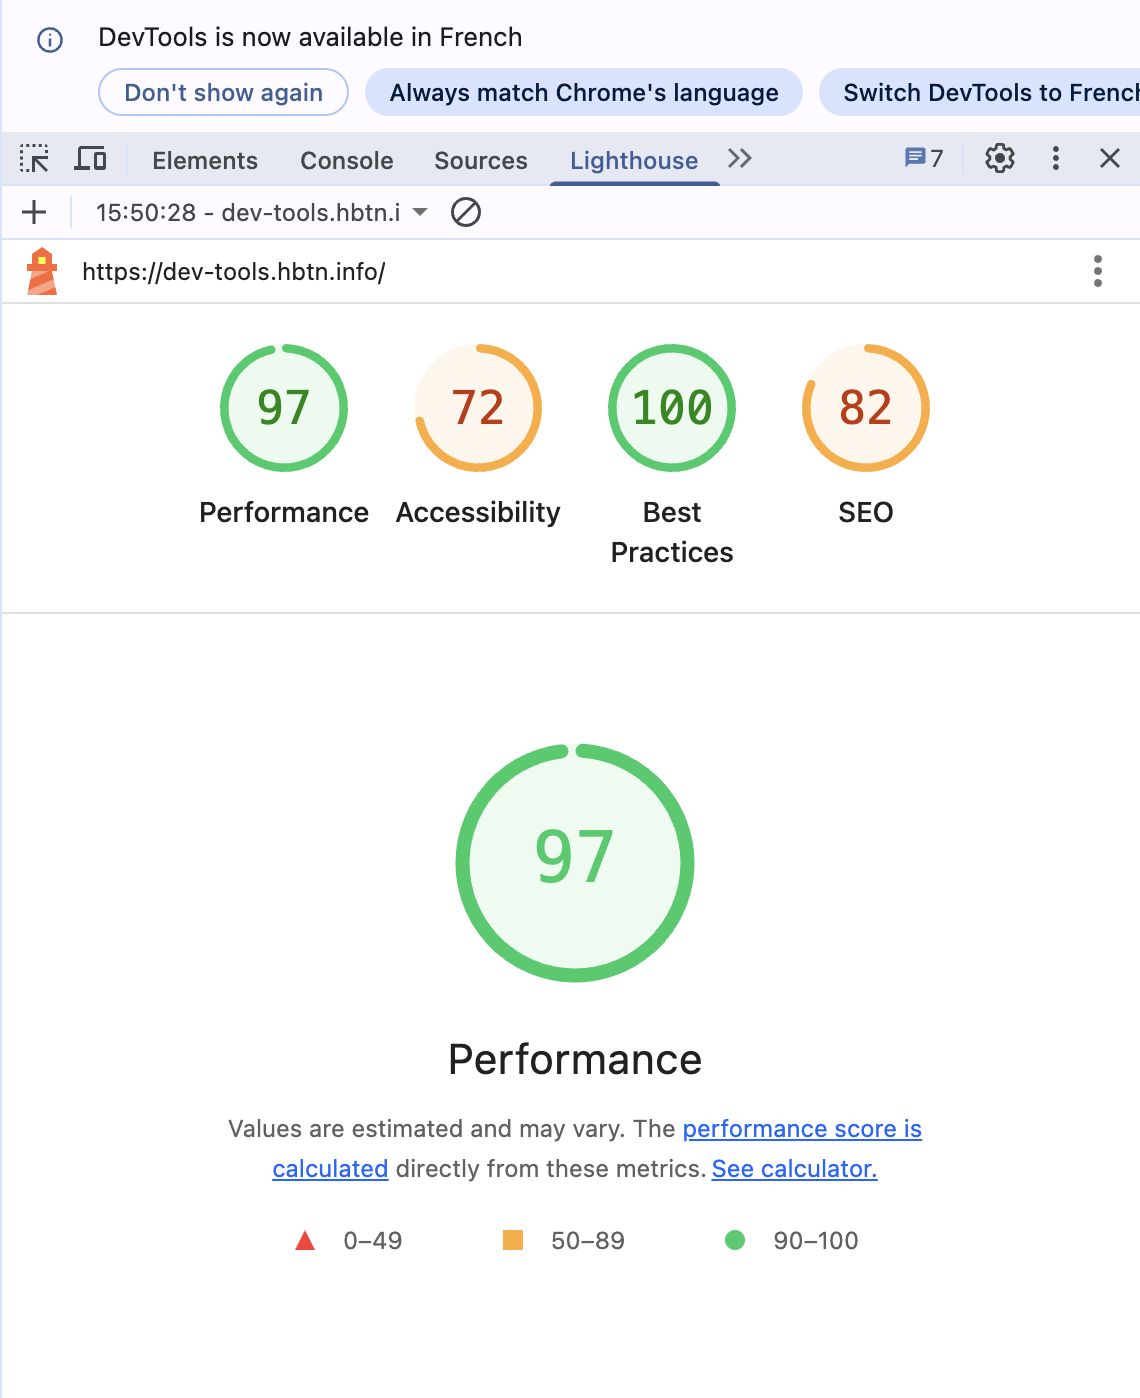 DevTools is now available in French
Don't show again
Always match Chrome's language
Switch DevTools to French
Elements
Console
Sources
Lighthouse
7
15:50:28 - dev-tools.hbtn.i
https://dev-tools.hbtn.info/
97
72
100
82
Performance
Accessibility
Best
Practices
SEO
97
Performance
Values are estimated and may vary. The performance score is
calculated directly from these metrics. See calculator.
0–49
50–89
90–100